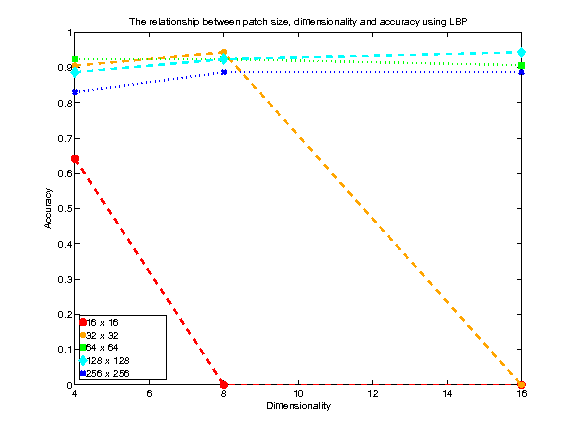 The relationship between patch size, diffmensionality and accuracy using LBP
1
0.9
0.8
0.7
0.6
0.5
0.4
0.3
0.2
0.1
0
Accuracy
16 x 16
32 x 32
64 x 64
128 x 128
256 x 256
4
6
8
10
12
14
16
Diffmensionality